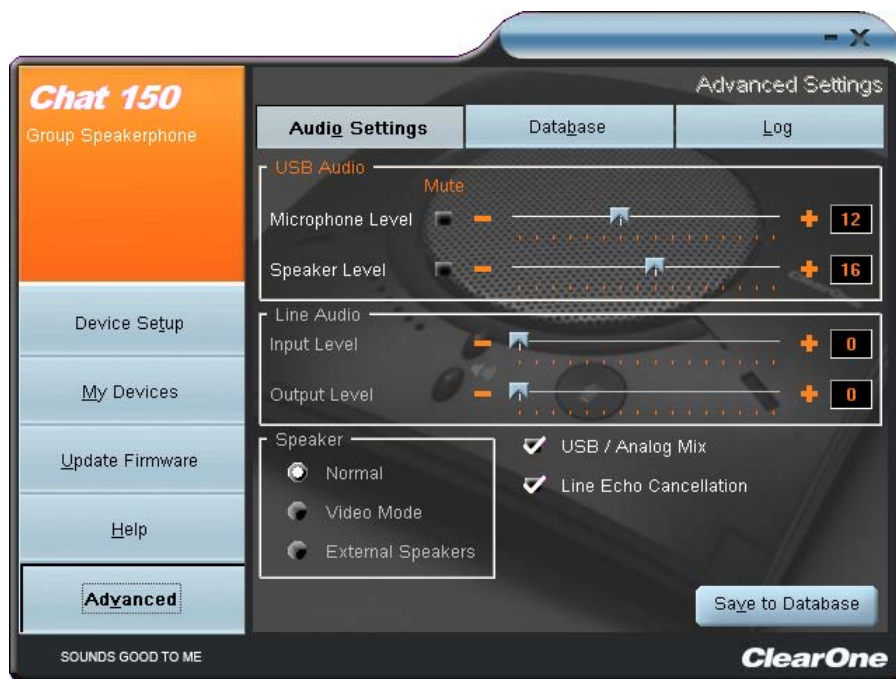 Chat 150
Group Speakerphone
Advanced Settings
Audio Settings
Database
Log
USB Audio
Mute
Microphone Level
12
Speaker Level
16
Line Audio
Input Level
0
Output Level
0
Speaker
Normal
Video Mode
External Speakers
USB / Analog Mix
Line Echo Cancellation
Device Setup
My Devices
Update Firmware
Help
Advanced
Save to Database
SOUNDS GOOD TO ME
ClearOne